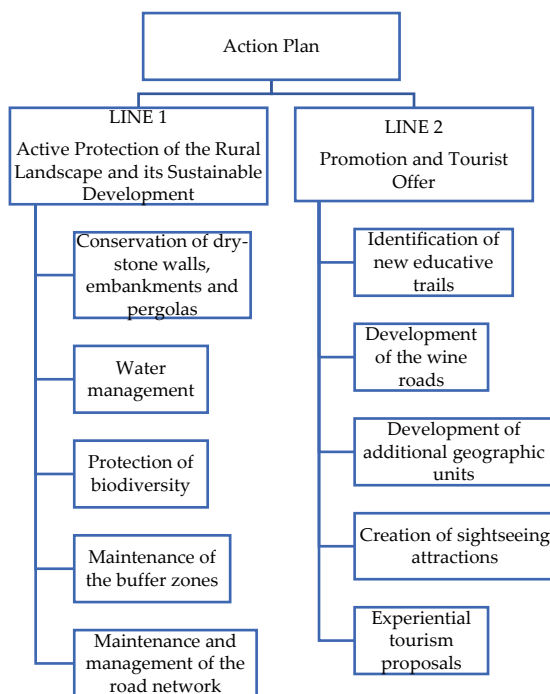 Action Plan
LINE 1
Active Protection of the Rural
Landscape and its Sustainable
Development
Conservation of dry-
stone walls,
embankments and
pergolas
Water
management
Protection of
biodiversity
Maintenance of
the buffer zones
Maintenance and
management of the
road network
LINE 2
Promotion and Tourist
Offer
Identification of
new educative
trails
Development
of the wine
roads
Development of
additional geographic
units
Creation of sightseeing
attractions
Experiential
tourism
proposals